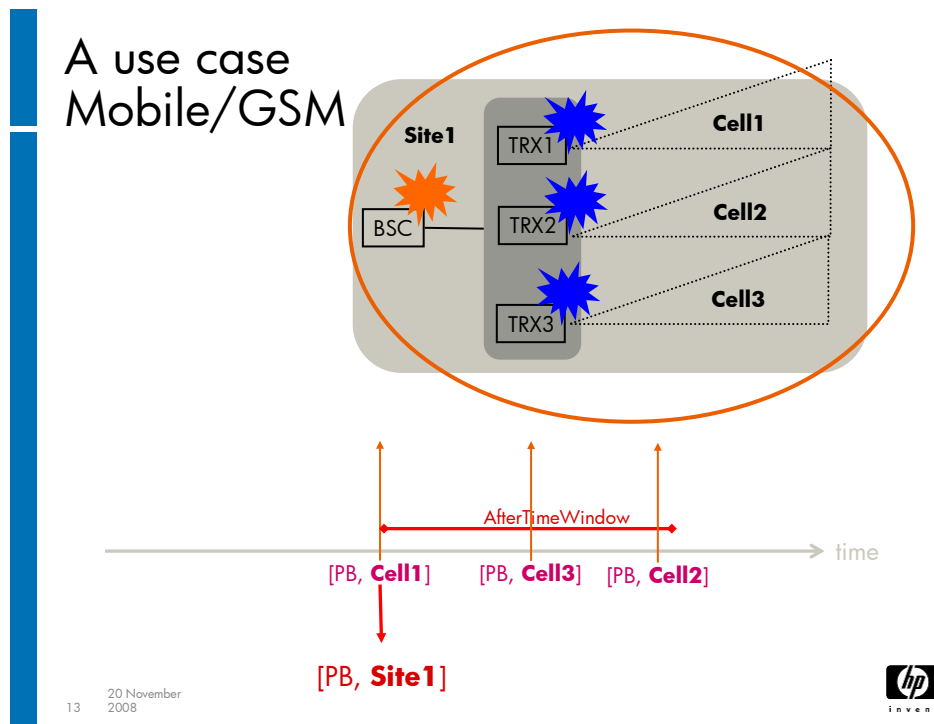 A use case
Mobile/GSM
Site1
TRX1
Cell1
BSC
TRX2
Cell2
TRX3
Cell3
AfterTimeWindow
time
[PB, Cell1]
[PB, Cell3]
[PB, Cell2]
[PB, Site1]
13
20 November
2008
hp
i n v e n